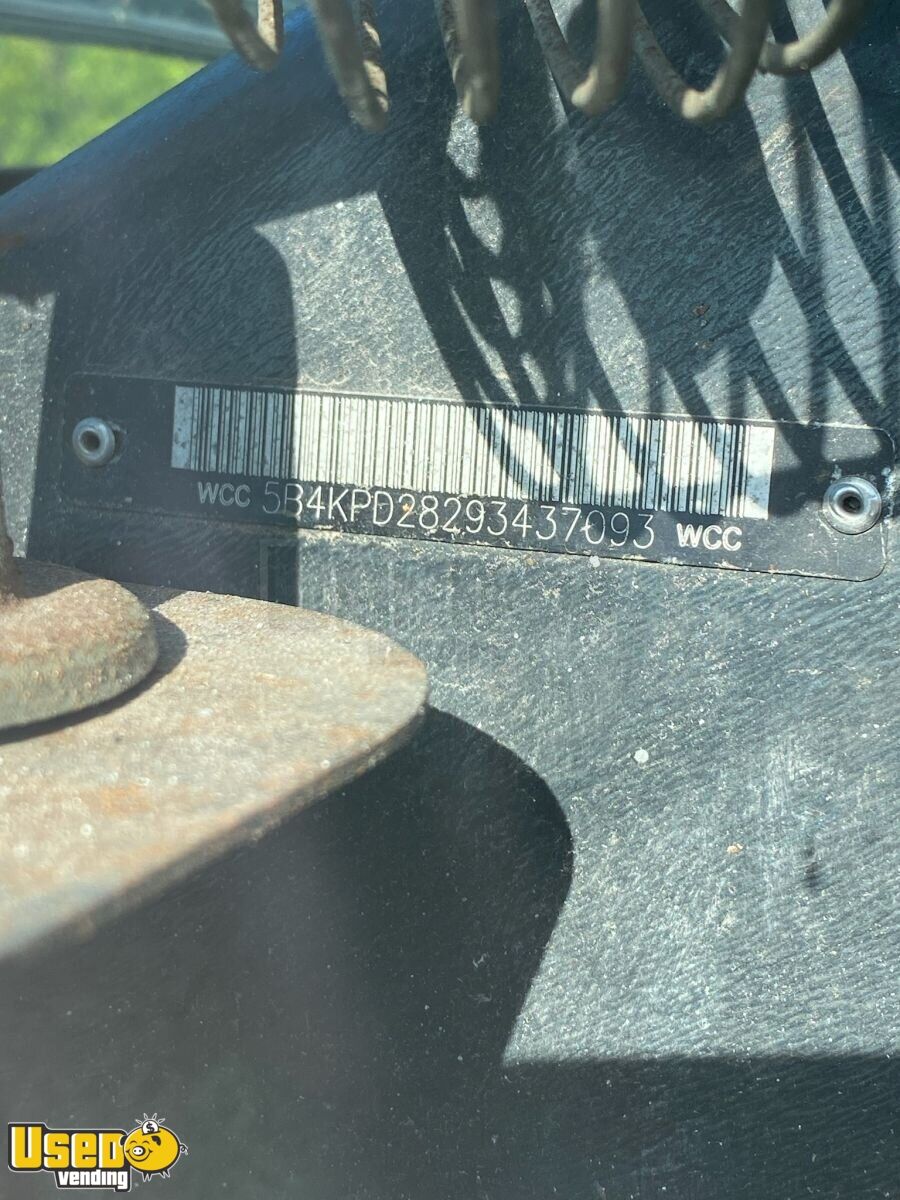 WCC 5B4KPD28293437093 WCC
USED
vending